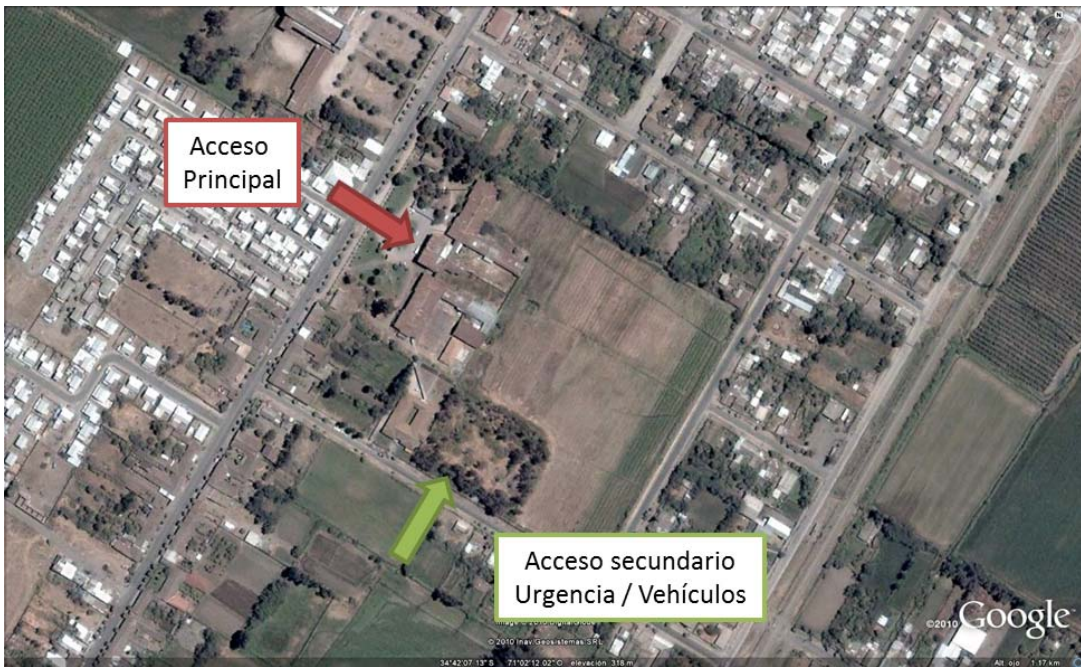 N
Acceso
Principal
Acceso secundario
Urgencia / Vehículos
© 2010 Inav Geosistemas SRL
©2010 Google
34°42'07.13" S 71°02'12.02" O elevación 318 m
Alt. ojo 1.17 km